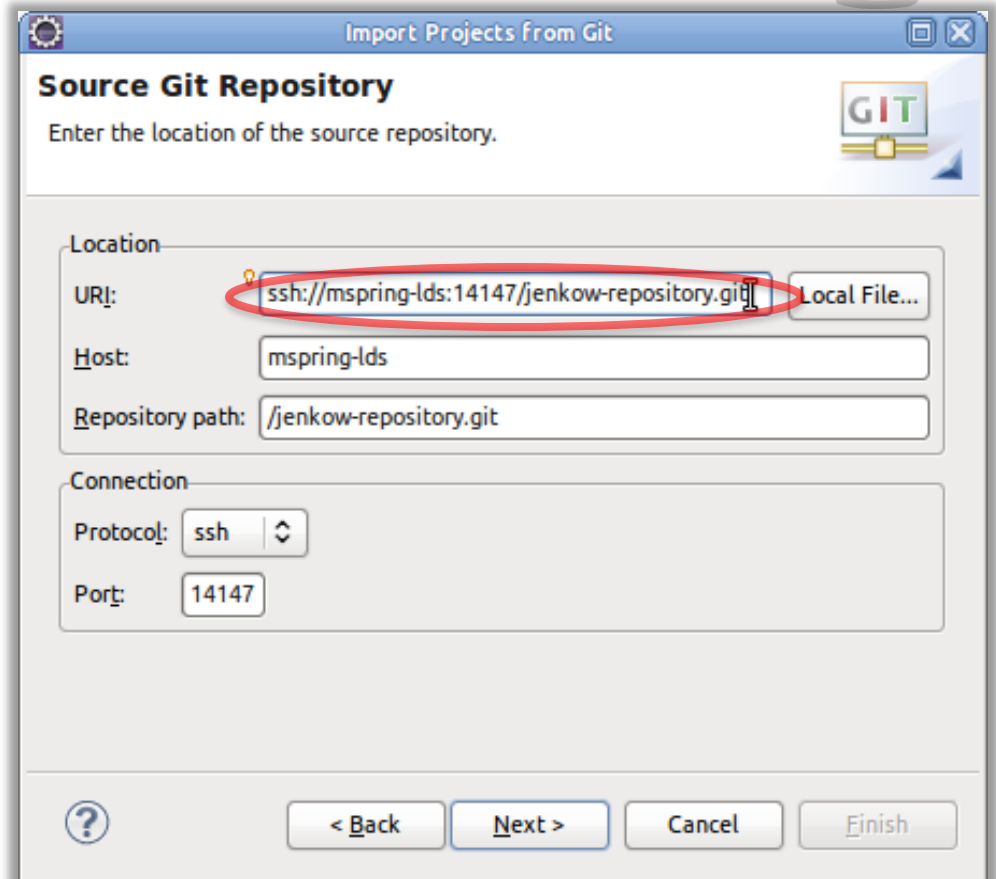 Import Projects from Git
Source Git Repository
Enter the location of the source repository.
GIT
Location
URI: ssh://mspring-lds:14147/jenkow-repository.git Local File...
Host: mspring-lds
Repository path: /jenkow-repository.git
Connection
Protocol: ssh
Port: 14147
? < Back Next > Cancel Finish